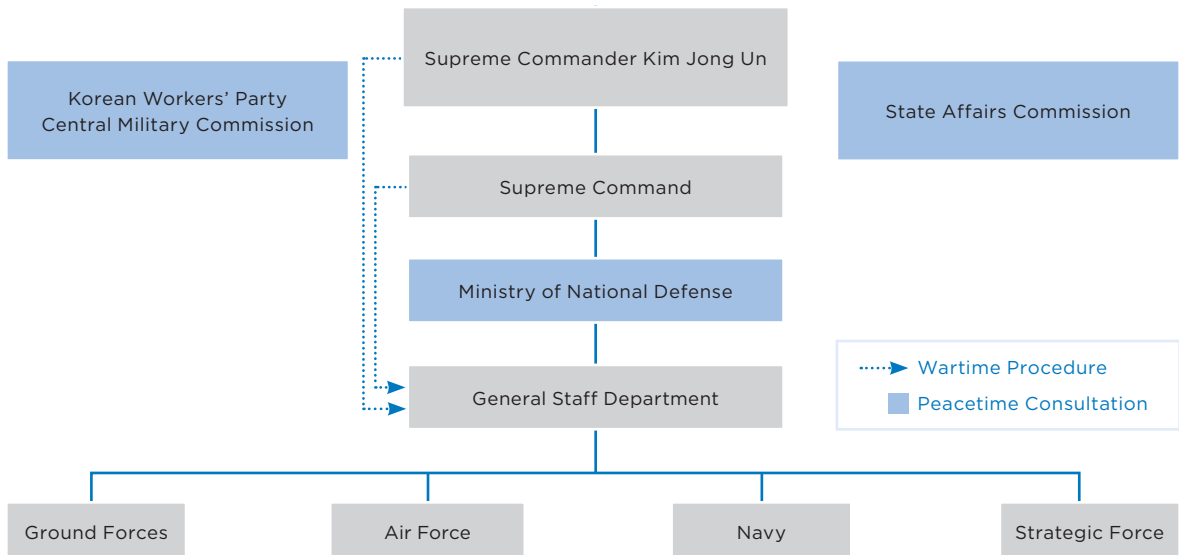 Supreme Commander Kim Jong Un
Korean Workers’ Party
Central Military Commission
State Affairs Commission
Supreme Command
Ministry of National Defense
Wartime Procedure
Peacetime Consultation
General Staff Department
Ground Forces
Air Force
Navy
Strategic Force